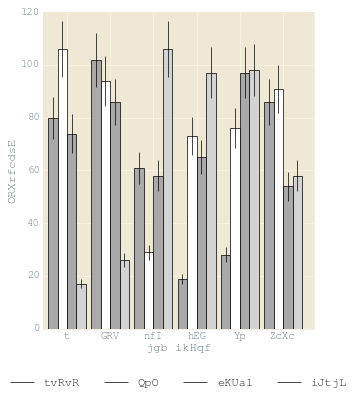 120
100
80
60
40
20
0
ORXrfcdsE
t GRV nfI hEG Yp ZcXc
jgb ikHqf
tvRvR QpO eKUal iJtjL